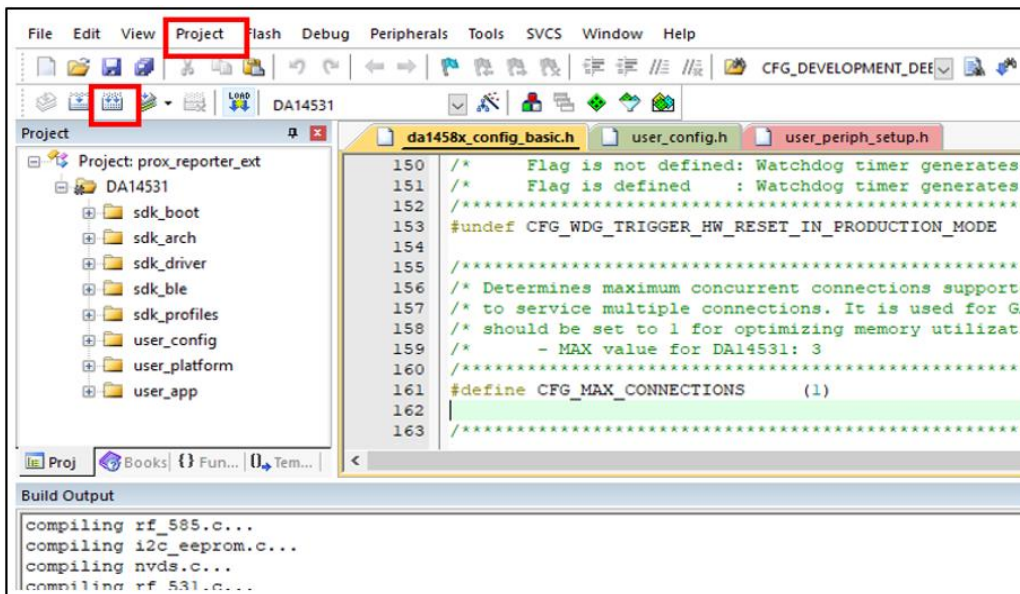 File Edit View Project Flash Debug Peripherals Tools SVCS Window Help
CFG_DEVELOPMENT_DEE
LOAD DA14531
Project
da1458x_config_basic.h user_config.h user_periph_setup.h
Project: prox_reporter_ext
DA14531
sdk_boot
sdk_arch
sdk_driver
sdk_ble
sdk_profiles
user_config
user_platform
user_app
150 /* Flag is not defined: Watchdog timer generates
151 /* Flag is defined : Watchdog timer generates
152 /*****************************************************
153 #undef CFG_WDG_TRIGGER_HW_RESET_IN_PRODUCTION_MODE
154
155 /*****************************************************
156 /* Determines maximum concurrent connections support
157 /* to service multiple connections. It is used for G
158 /* should be set to 1 for optimizing memory utilizat
159 /* - MAX value for DA14531: 3
160 /*****************************************************
161 #define CFG_MAX_CONNECTIONS (1)
162
163 /*****************************************************
Proj Books {} Fun... Tem...
Build Output
compiling rf_585.c...
compiling i2c_eeprom.c...
compiling nvds.c...
compiling rf_531.c...